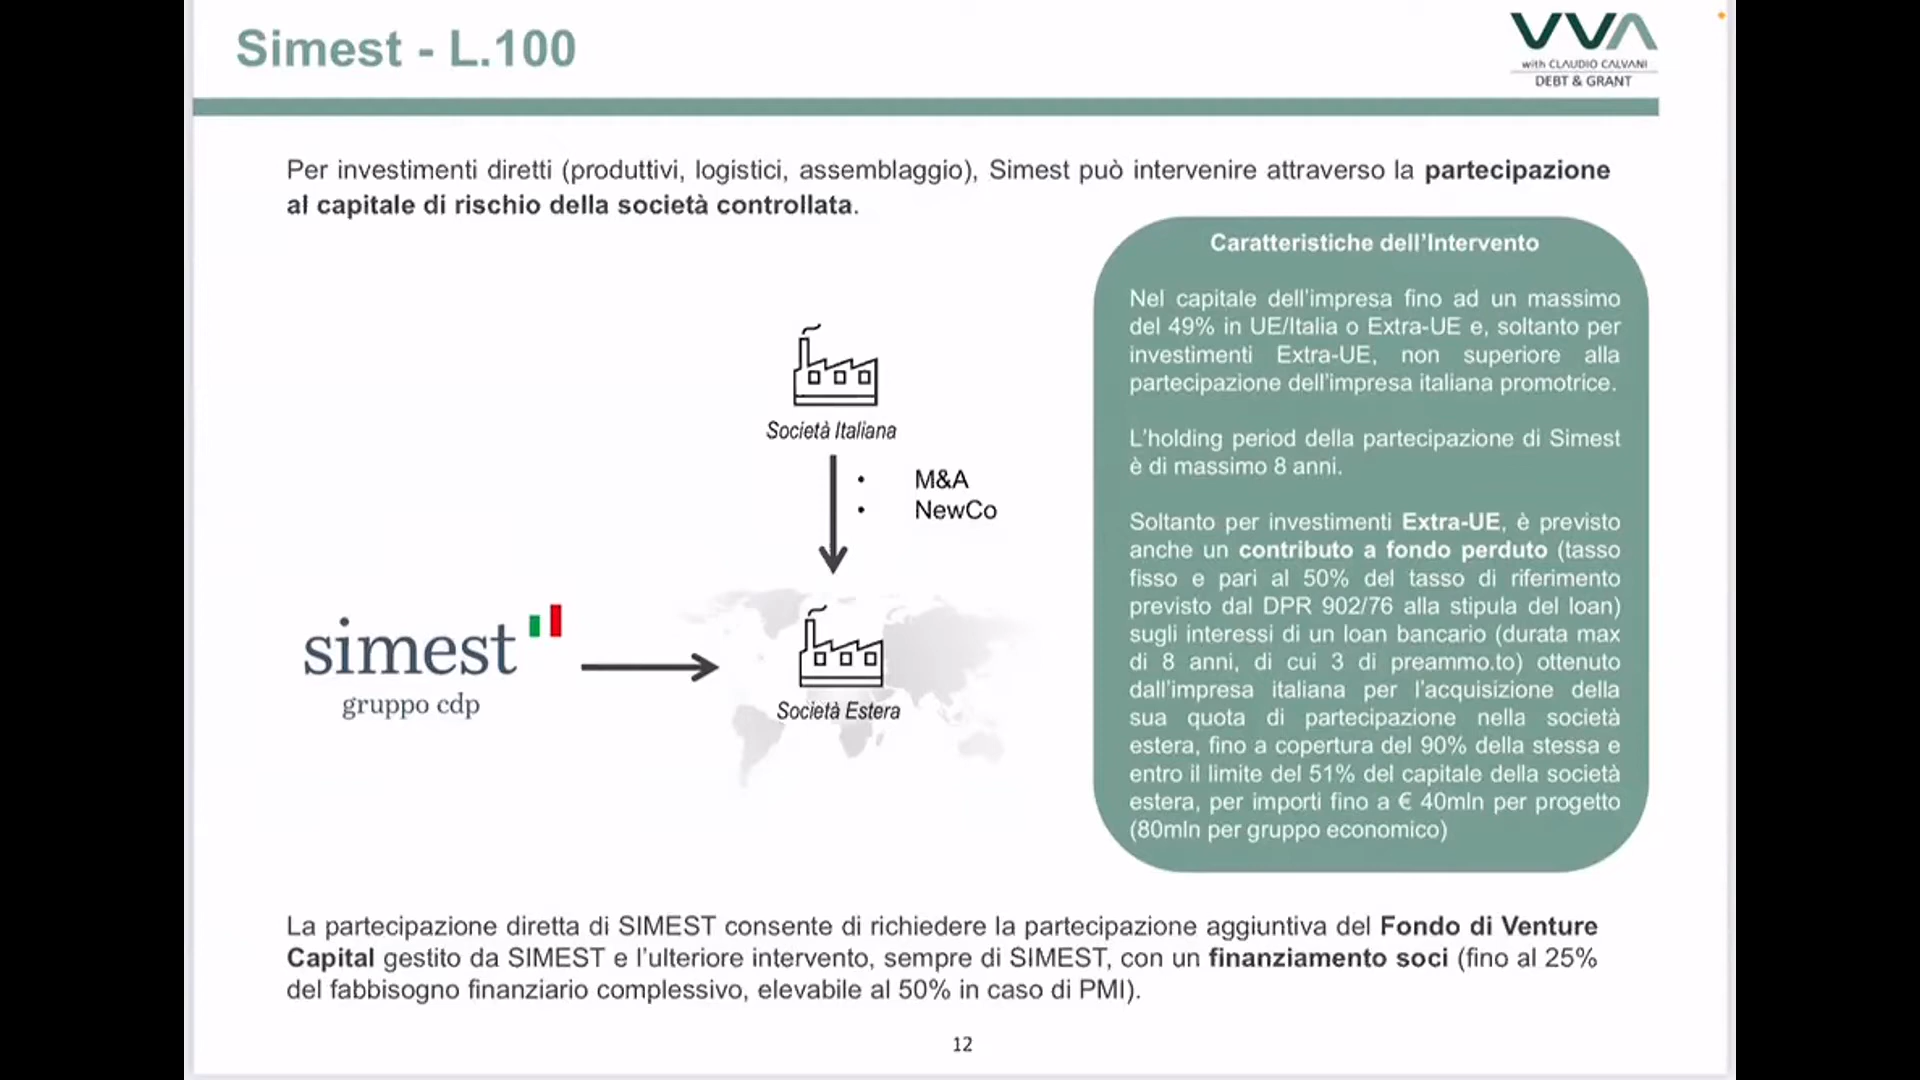 Simest - L.100
VVA
with CLAUDIO CALVANI
DEBT & GRANT
Per investimenti diretti (produttivi, logistici, assemblaggio), Simest può intervenire attraverso la partecipazione
al capitale di rischio della società controllata.
Società Italiana
• M&A
• NewCo
simest
gruppo cdp
Società Estera
Caratteristiche dell'Intervento
Nel capitale dell'impresa fino ad un massimo
del 49% in UE/Italia o Extra-UE e, soltanto per
investimenti Extra-UE, non superiore alla
partecipazione dell'impresa italiana promotrice.
L'holding period della partecipazione di Simest
è di massimo 8 anni.
Soltanto per investimenti Extra-UE, è previsto
anche un contributo a fondo perduto (tasso
fisso e pari al 50% del tasso di riferimento
previsto dal DPR 902/76 alla stipula del loan)
sugli interessi di un loan bancario (durata max
di 8 anni, di cui 3 di preammo.to) ottenuto
dall'impresa italiana per l'acquisizione della
sua quota di partecipazione nella società
estera, fino a copertura del 90% della stessa e
entro il limite del 51% del capitale della società
estera, per importi fino a € 40mln per progetto
(80mln per gruppo economico)
La partecipazione diretta di SIMEST consente di richiedere la partecipazione aggiuntiva del Fondo di Venture
Capital gestito da SIMEST e l'ulteriore intervento, sempre di SIMEST, con un finanziamento soci (fino al 25%
del fabbisogno finanziario complessivo, elevabile al 50% in caso di PMI).
12